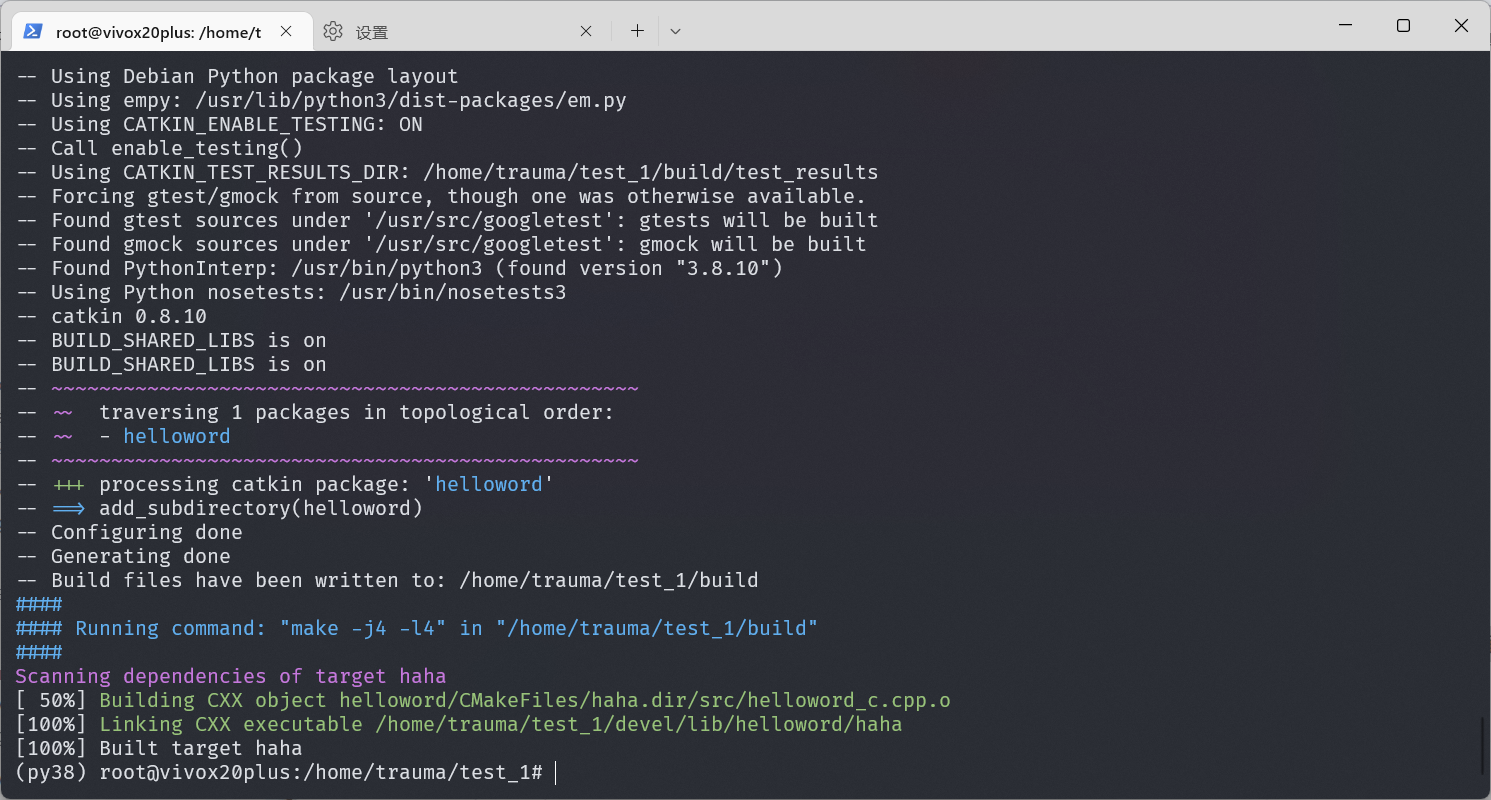 root@vivox20plus: /home/t
设置
-- Using Debian Python package layout
-- Using empy: /usr/lib/python3/dist-packages/em.py
-- Using CATKIN_ENABLE_TESTING: ON
-- Call enable_testing()
-- Using CATKIN_TEST_RESULTS_DIR: /home/trauma/test_1/build/test_results
-- Forcing gtest/gmock from source, though one was otherwise available.
-- Found gtest sources under '/usr/src/googletest': gtests will be built
-- Found gmock sources under '/usr/src/googletest': gmock will be built
-- Found PythonInterp: /usr/bin/python3 (found version "3.8.10")
-- Using Python nosetests: /usr/bin/nosetests3
-- catkin 0.8.10
-- BUILD_SHARED_LIBS is on
-- BUILD_SHARED_LIBS is on
-- ~~~~~~~~~~~~~~~~~~~~~~~~~~~~~~~~~~~~~~~~~~~~~~~~~
-- ~~  traversing 1 packages in topological order:
-- ~~  - helloword
-- ~~~~~~~~~~~~~~~~~~~~~~~~~~~~~~~~~~~~~~~~~~~~~~~~~
-- +++ processing catkin package: 'helloword'
-- ==> add_subdirectory(helloword)
-- Configuring done
-- Generating done
-- Build files have been written to: /home/trauma/test_1/build
####
#### Running command: "make -j4 -l4" in "/home/trauma/test_1/build"
####
Scanning dependencies of target haha
[ 50%] Building CXX object helloword/CMakeFiles/haha.dir/src/helloword_c.cpp.o
[100%] Linking CXX executable /home/trauma/test_1/devel/lib/helloword/haha
[100%] Built target haha
(py38) root@vivox20plus:/home/trauma/test_1#